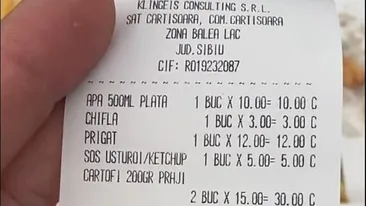 KLINGEIS CONSULTING S.R.L.
SAT CARTISOARA, COM.CARTISOARA
ZONA BALEA LAC
JUD.SIBIU
CIF: RO19232087
APA 500ML PLATA 1 BUC X 10.00= 10.00 C
CHIFLA 1 BUC X 3.00= 3.00 C
PRIGAT 1 BUC X 12.00= 12.00 C
SOS USTUROI/KETCHUP 1 BUC X 5.00= 5.00 C
CARTOFI 200GR PRAJI
2 BUC X 15.00= 30.00 C